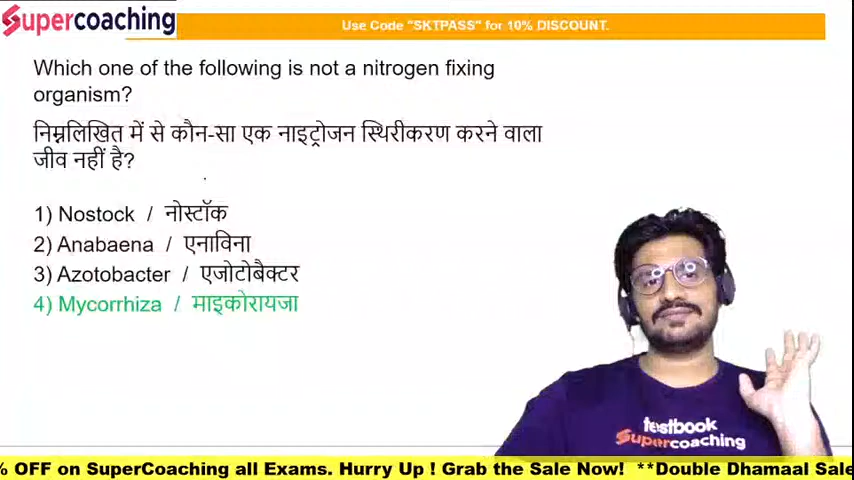 Supercoaching
Use Code "SKTPASS" for 10% DISCOUNT.
Which one of the following is not a nitrogen fixing
organism?
निम्नलिखित में से कौन-सा एक नाइट्रोजन स्थिरीकरण करने वाला
जीव नहीं है?
1) Nostock / नोस्टॉक
2) Anabaena / एनाविना
3) Azotobacter / एजोटोबैक्टर
4) Mycorrhiza / माइकोरायजा
testbook
Supercoaching
% OFF on SuperCoaching all Exams. Hurry Up ! Grab the Sale Now! **Double Dhamaal Sale